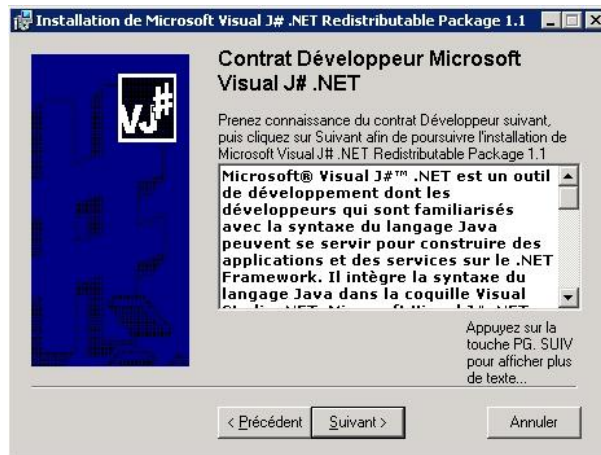 Installation de Microsoft Visual J# .NET Redistributable Package 1.1
VJ#
Contrat Développeur Microsoft
Visual J# .NET
Prenez connaissance du contrat Développeur suivant,
puis cliquez sur Suivant afin de poursuivre l'installation de
Microsoft Visual J# .NET Redistributable Package 1.1
Microsoft® Visual J#™ .NET est un outil
de développement dont les
développeurs qui sont familiarisés
avec la syntaxe du langage Java
peuvent se servir pour construire des
applications et des services sur le .NET
Framework. Il intègre la syntaxe du
langage Java dans la coquille Visual
Appuyez sur la
touche PG. SUIV
pour afficher plus
de texte...
< Précédent
Suivant >
Annuler